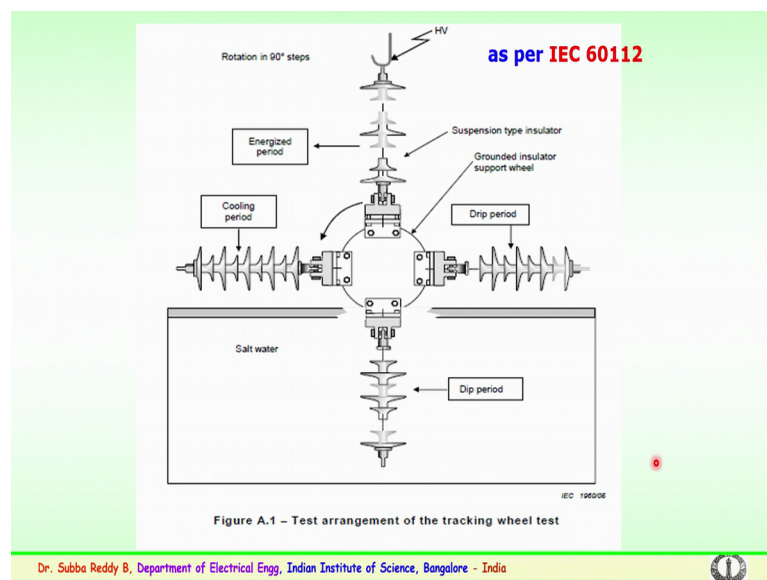 HV
as per IEC 60112
Rotation in 90° steps
Suspension type insulator
Energized
period
Grounded insulator
support wheel
Cooling
period
Drip period
Salt water
Dip period
IEC 1960/05
Figure A.1 – Test arrangement of the tracking wheel test
Dr. Subba Reddy B, Department of Electrical Engg, Indian Institute of Science, Bangalore - India